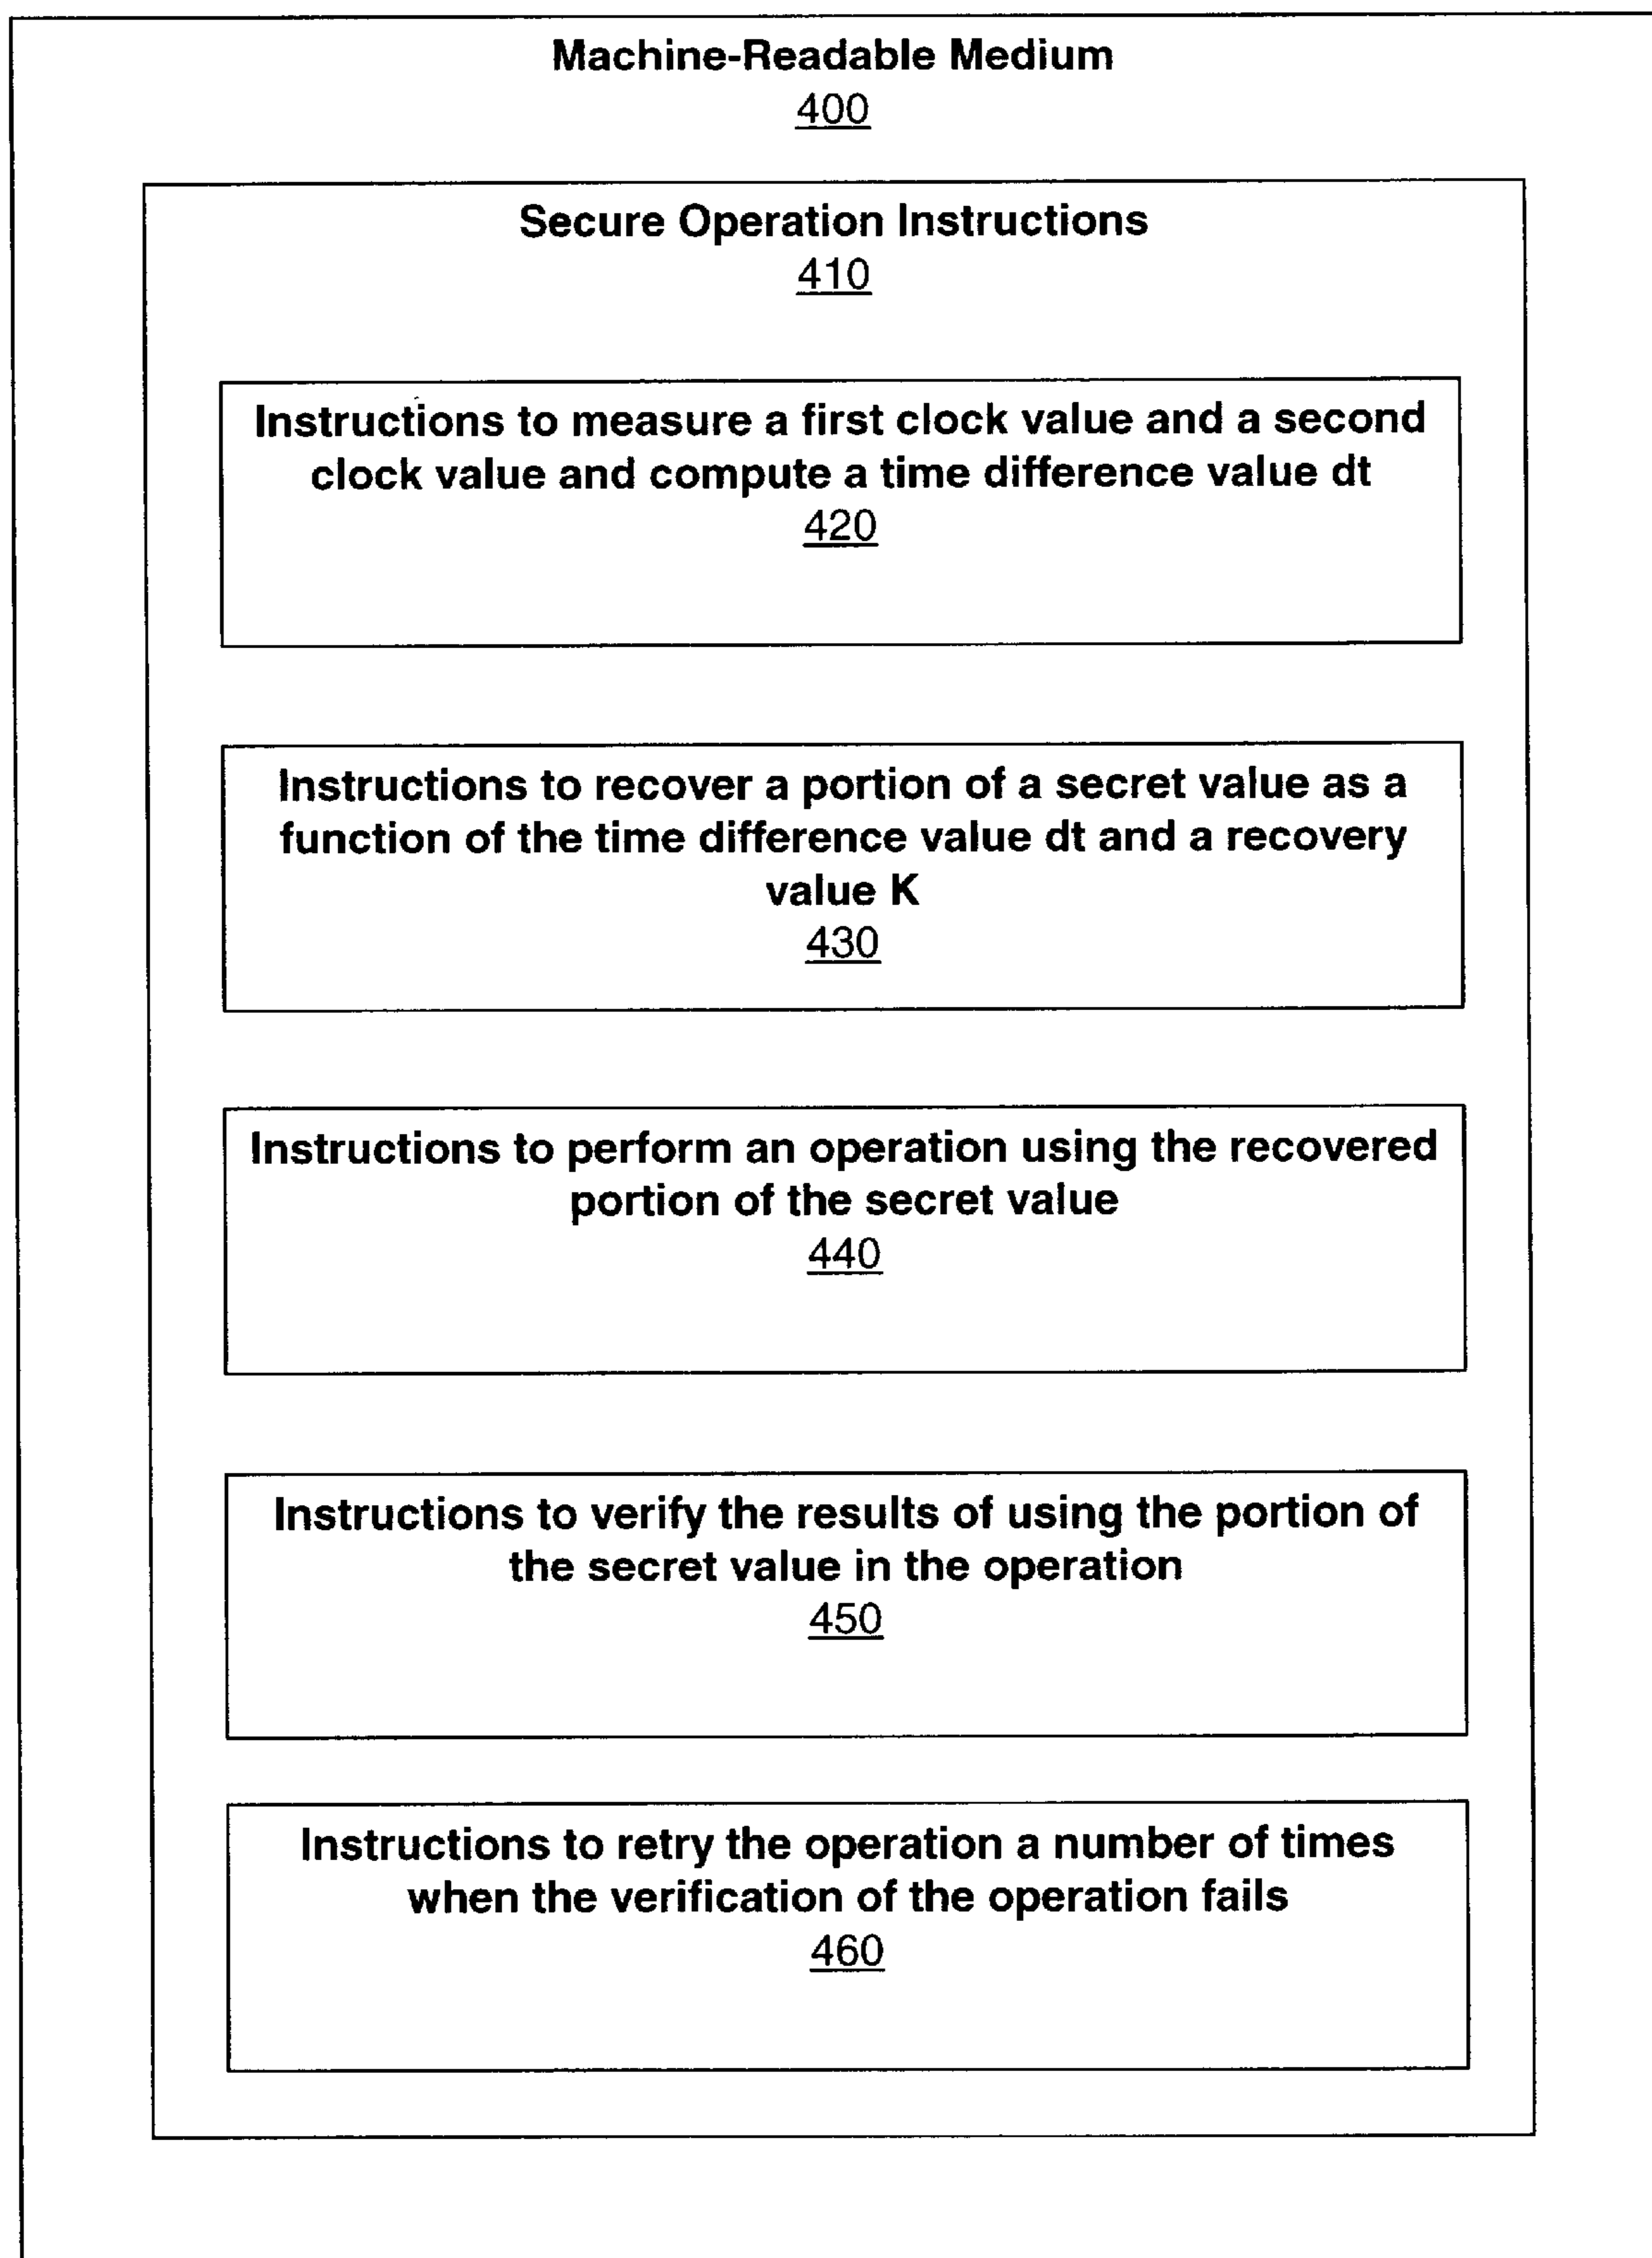 Machine-Readable Medium
400
Secure Operation Instructions
410
Instructions to measure a first clock value and a second
clock value and compute a time difference value dt
420
Instructions to recover a portion of a secret value as a
function of the time difference value dt and a recovery
value K
430
Instructions to perform an operation using the recovered
portion of the secret value
440
Instructions to verify the results of using the portion of
the secret value in the operation
450
Instructions to retry the operation a number of times
when the verification of the operation fails
460